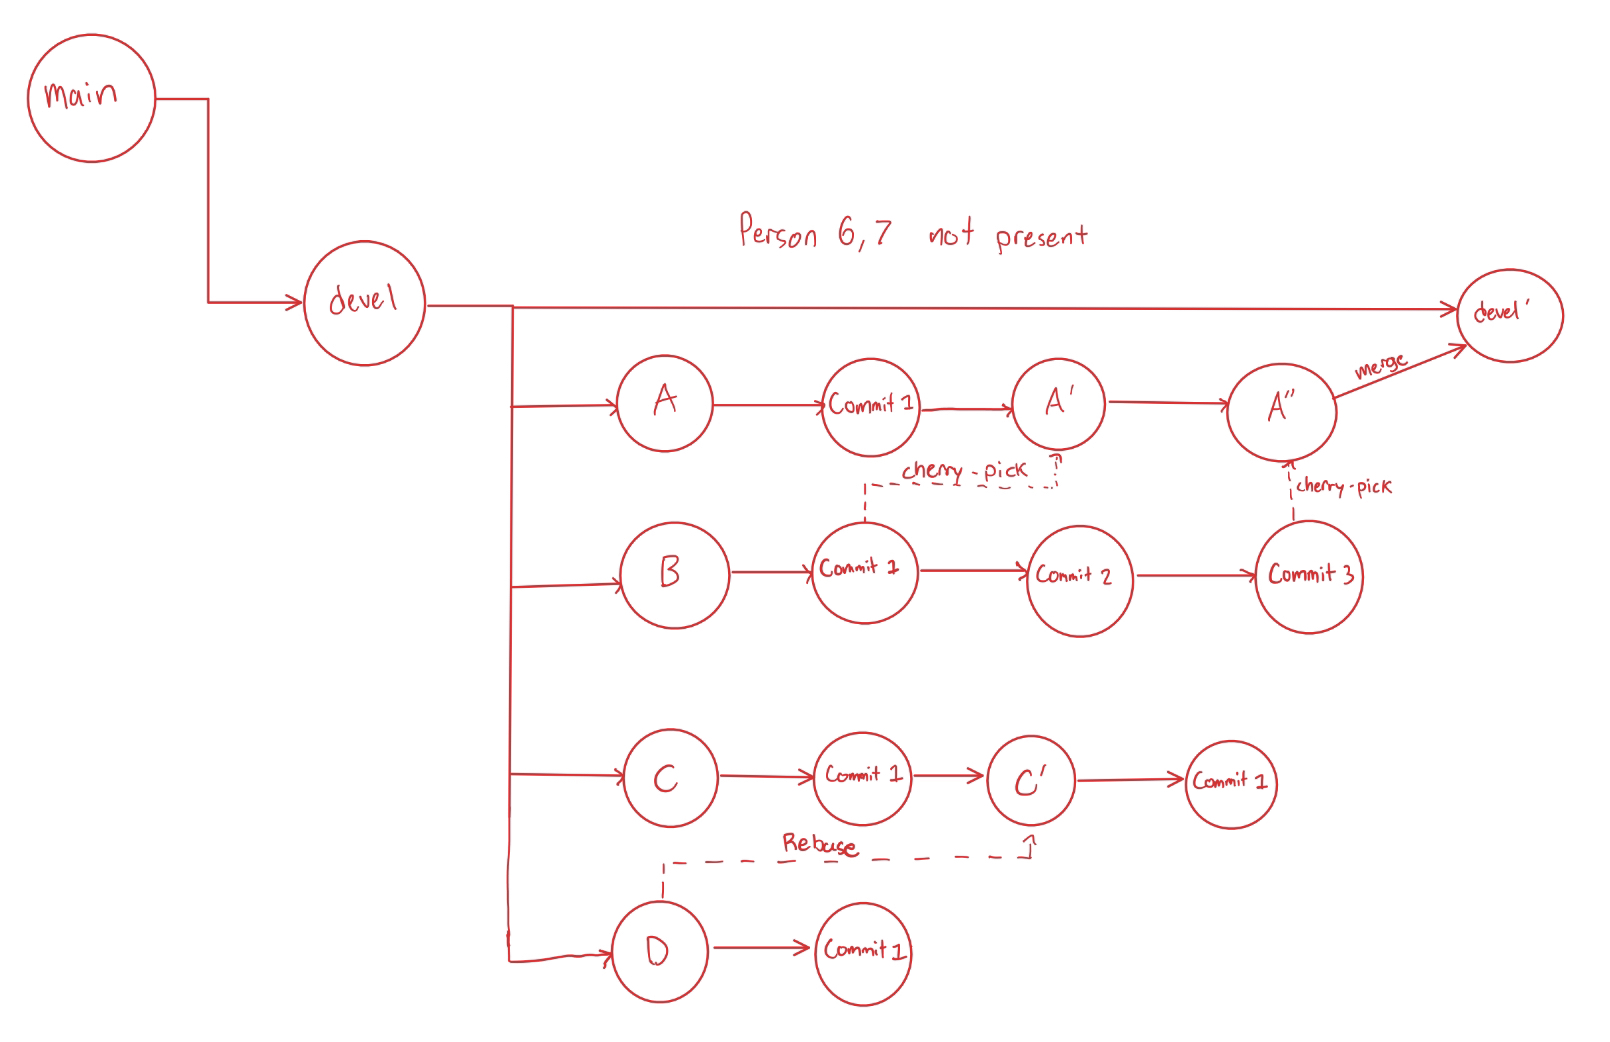 main
Person 6,7 not present
devel
devel'
merge
A
Commit 1
A'
A"
cherry-pick
cherry-pick
B
Commit 1
Commit 2
Commit 3
C
Commit 1
C'
Commit 1
Rebase
D
Commit 1